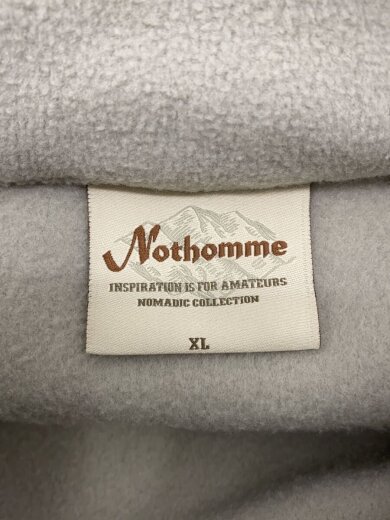 Nothomme
INSPIRATION IS FOR AMATEURS
NOMADIC COLLECTION
XL